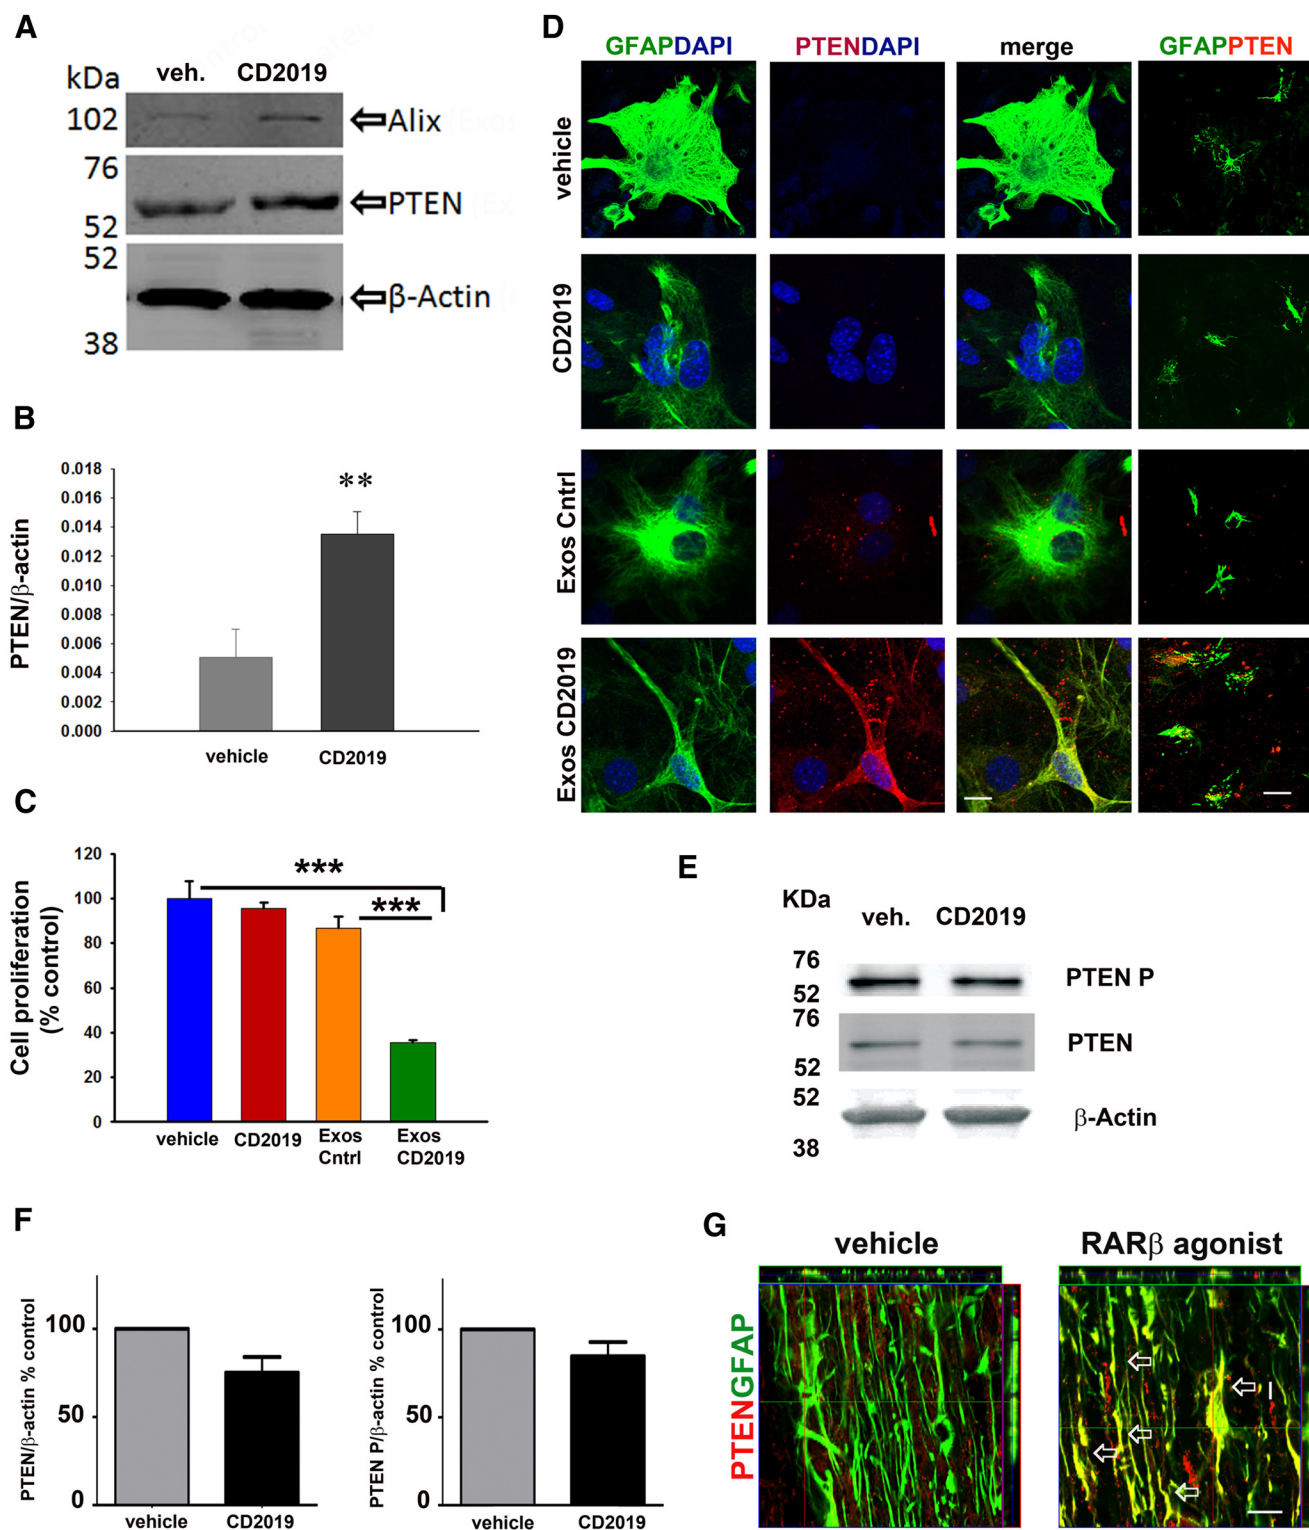 A
kDa
veh. CD2019
102
Alix
76
PTEN
52
52
β-Actin
38
B
PTEN/β-actin
0.018
0.016
0.014
0.012
0.010
0.008
0.006
0.004
0.002
0.000
**
vehicle CD2019
C
Cell proliferation
(% control)
120
100
80
60
40
20
0
***
***
vehicle CD2019 Exos Exos
Cntrl CD2019
D
GFAPDAPI PTENDAPI merge GFAPPTEN
vehicle
CD2019
Exos Cntrl
Exos CD2019
E
KDa
veh. CD2019
76
PTEN P
52
76
PTEN
52
52
β-Actin
38
F
PTEN/β-actin % control
100
50
0
vehicle CD2019
PTEN P/β-actin % control
100
50
0
vehicle CD2019
G
vehicle RARβ agonist
PTENGFAP